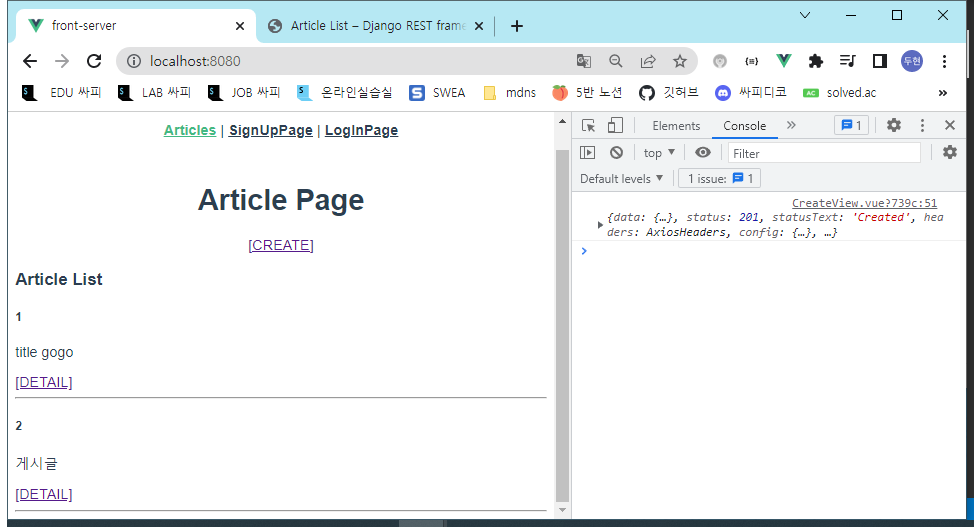 front-server
Article List – Django REST frame
localhost:8080
두현
EDU 싸피
LAB 싸피
JOB 싸피
온라인실습실
SWEA
mdns
5반 노션
깃허브
싸피디코
solved.ac
»
Articles | SignUpPage | LogInPage
Article Page
[CREATE]
Article List
1
title gogo
[DETAIL]
2
게시글
[DETAIL]
Elements
Console
»
1
top ▼
Filter
Default levels ▼
1 issue: 1
CreateView.vue?739c:51
{data: {…}, status: 201, statusText: 'Created', hea
ders: AxiosHeaders, config: {…}, …}